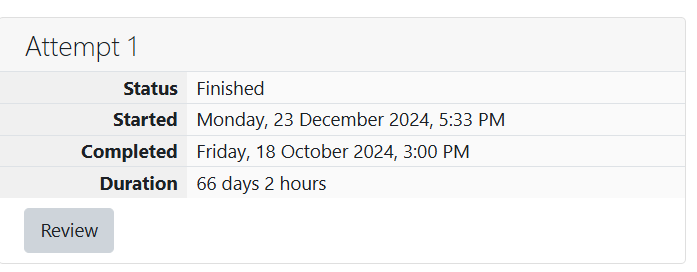 Attempt 1
Status Finished
Started Monday, 23 December 2024, 5:33 PM
Completed Friday, 18 October 2024, 3:00 PM
Duration 66 days 2 hours
Review